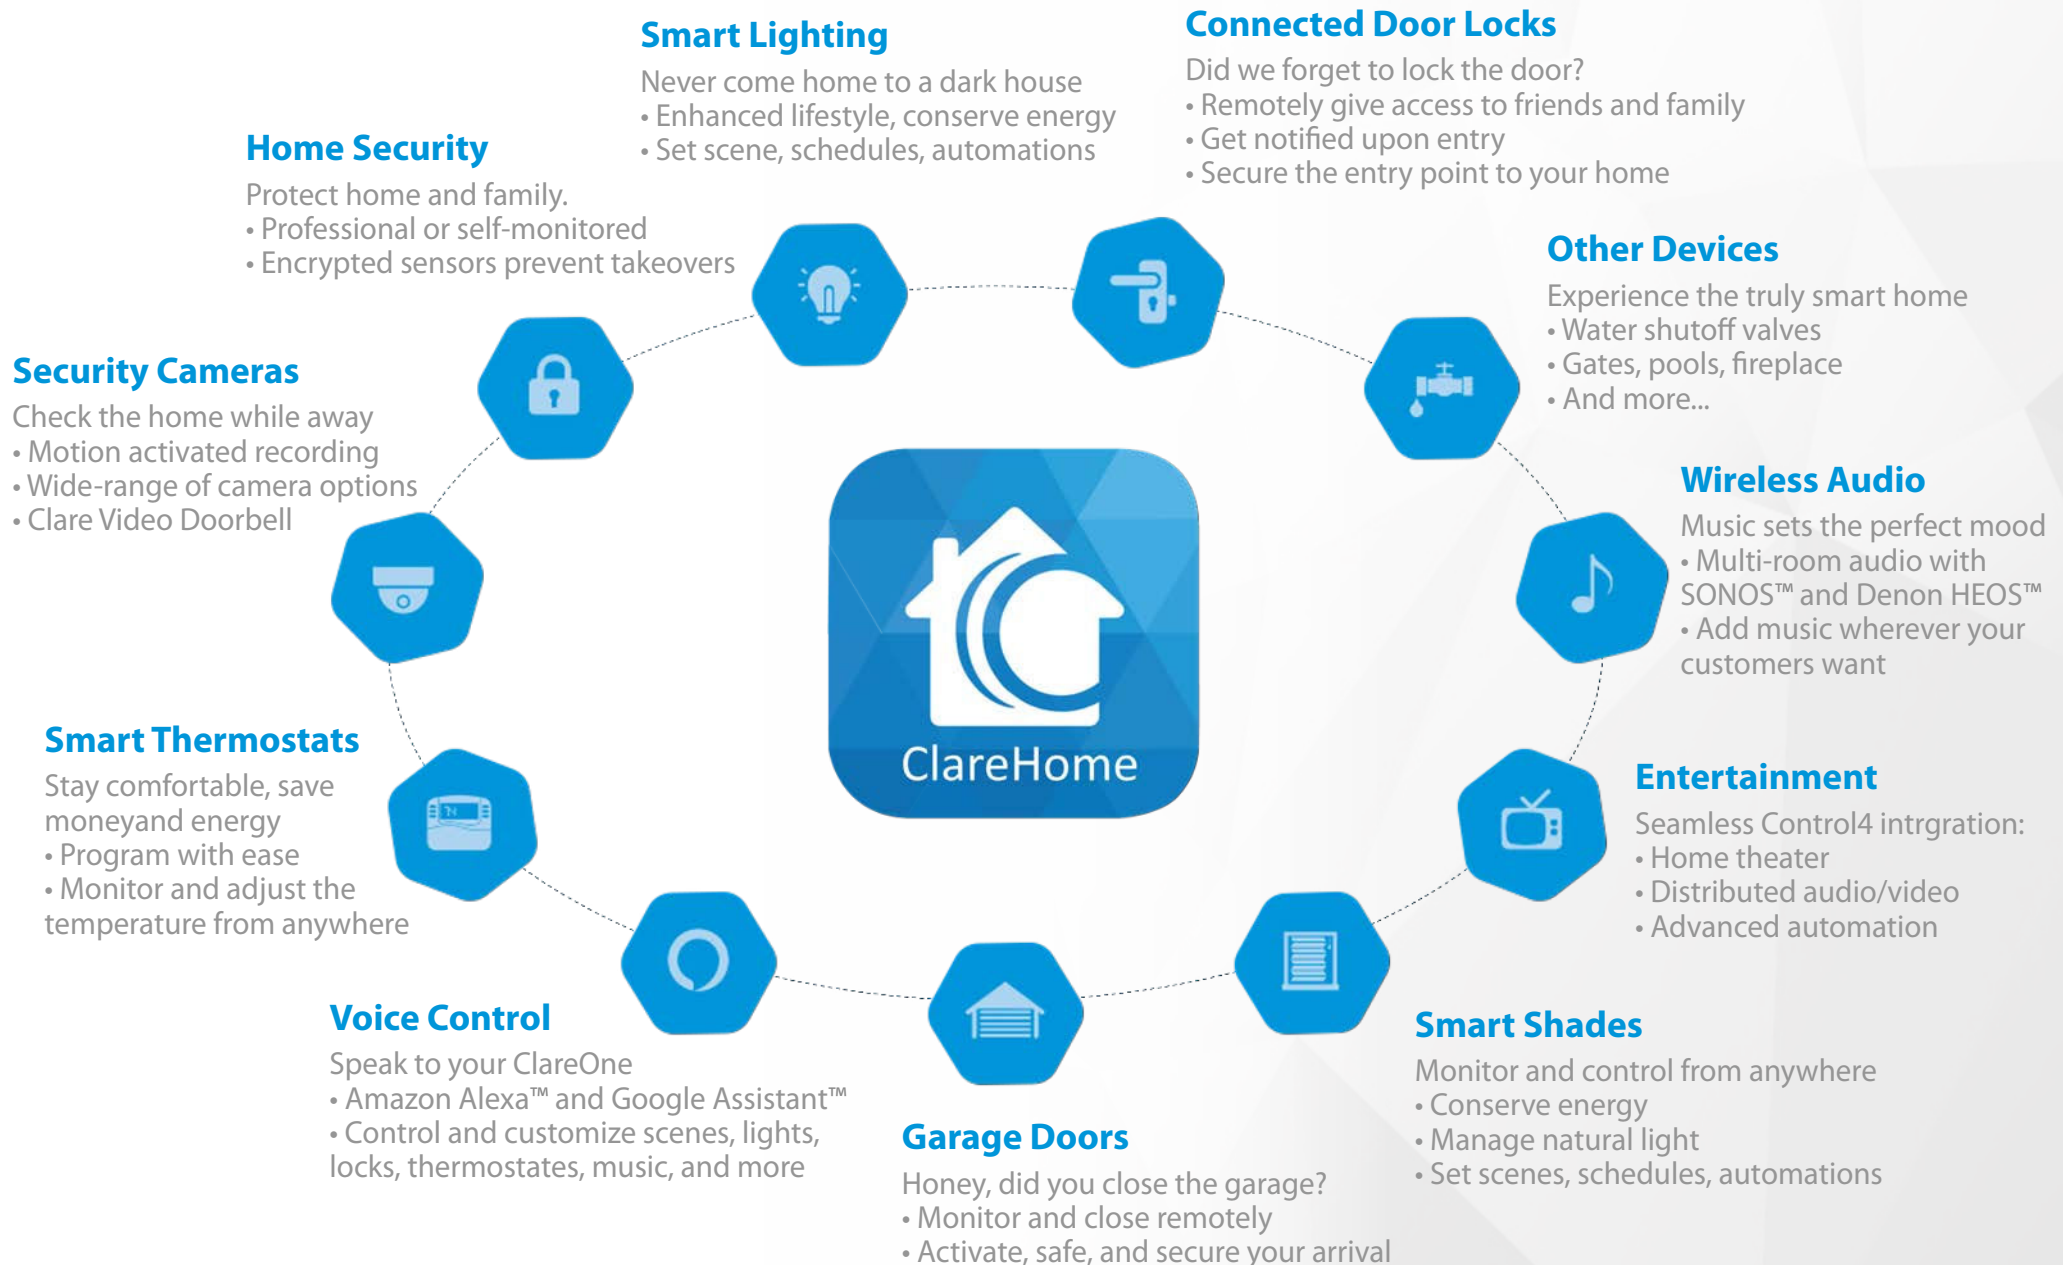 Smart Lighting
Never come home to a dark house
• Enhanced lifestyle, conserve energy
• Set scene, schedules, automations
Connected Door Locks
Did we forget to lock the door?
• Remotely give access to friends and family
• Get notified upon entry
• Secure the entry point to your home
Home Security
Protect home and family.
• Professional or self-monitored
• Encrypted sensors prevent takeovers
Other Devices
Experience the truly smart home
• Water shutoff valves
• Gates, pools, fireplace
• And more...
Security Cameras
Check the home while away
• Motion activated recording
• Wide-range of camera options
• Clare Video Doorbell
Wireless Audio
Music sets the perfect mood
• Multi-room audio with
SONOS™ and Denon HEOS™
• Add music wherever your
customers want
ClareHome
Smart Thermostats
Stay comfortable, save
moneyand energy
• Program with ease
• Monitor and adjust the
temperature from anywhere
Entertainment
Seamless Control4 intrgration:
• Home theater
• Distributed audio/video
• Advanced automation
Voice Control
Speak to your ClareOne
• Amazon Alexa™ and Google Assistant™
• Control and customize scenes, lights,
locks, thermostates, music, and more
Smart Shades
Monitor and control from anywhere
• Conserve energy
• Manage natural light
• Set scenes, schedules, automations
Garage Doors
Honey, did you close the garage?
• Monitor and close remotely
• Activate, safe, and secure your arrival